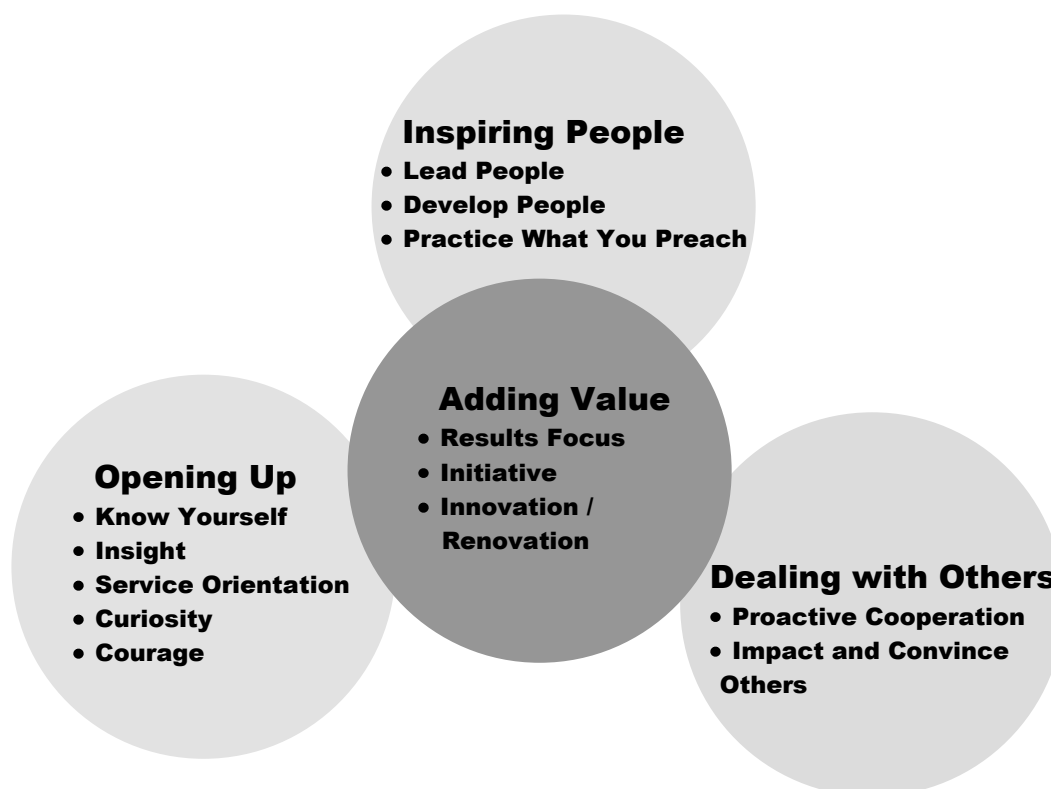 Inspiring People
• Lead People
• Develop People
• Practice What You Preach
Adding Value
• Results Focus
• Initiative
• Innovation /
Renovation
Opening Up
• Know Yourself
• Insight
• Service Orientation
• Curiosity
• Courage
Dealing with Others
• Proactive Cooperation
• Impact and Convince
Others